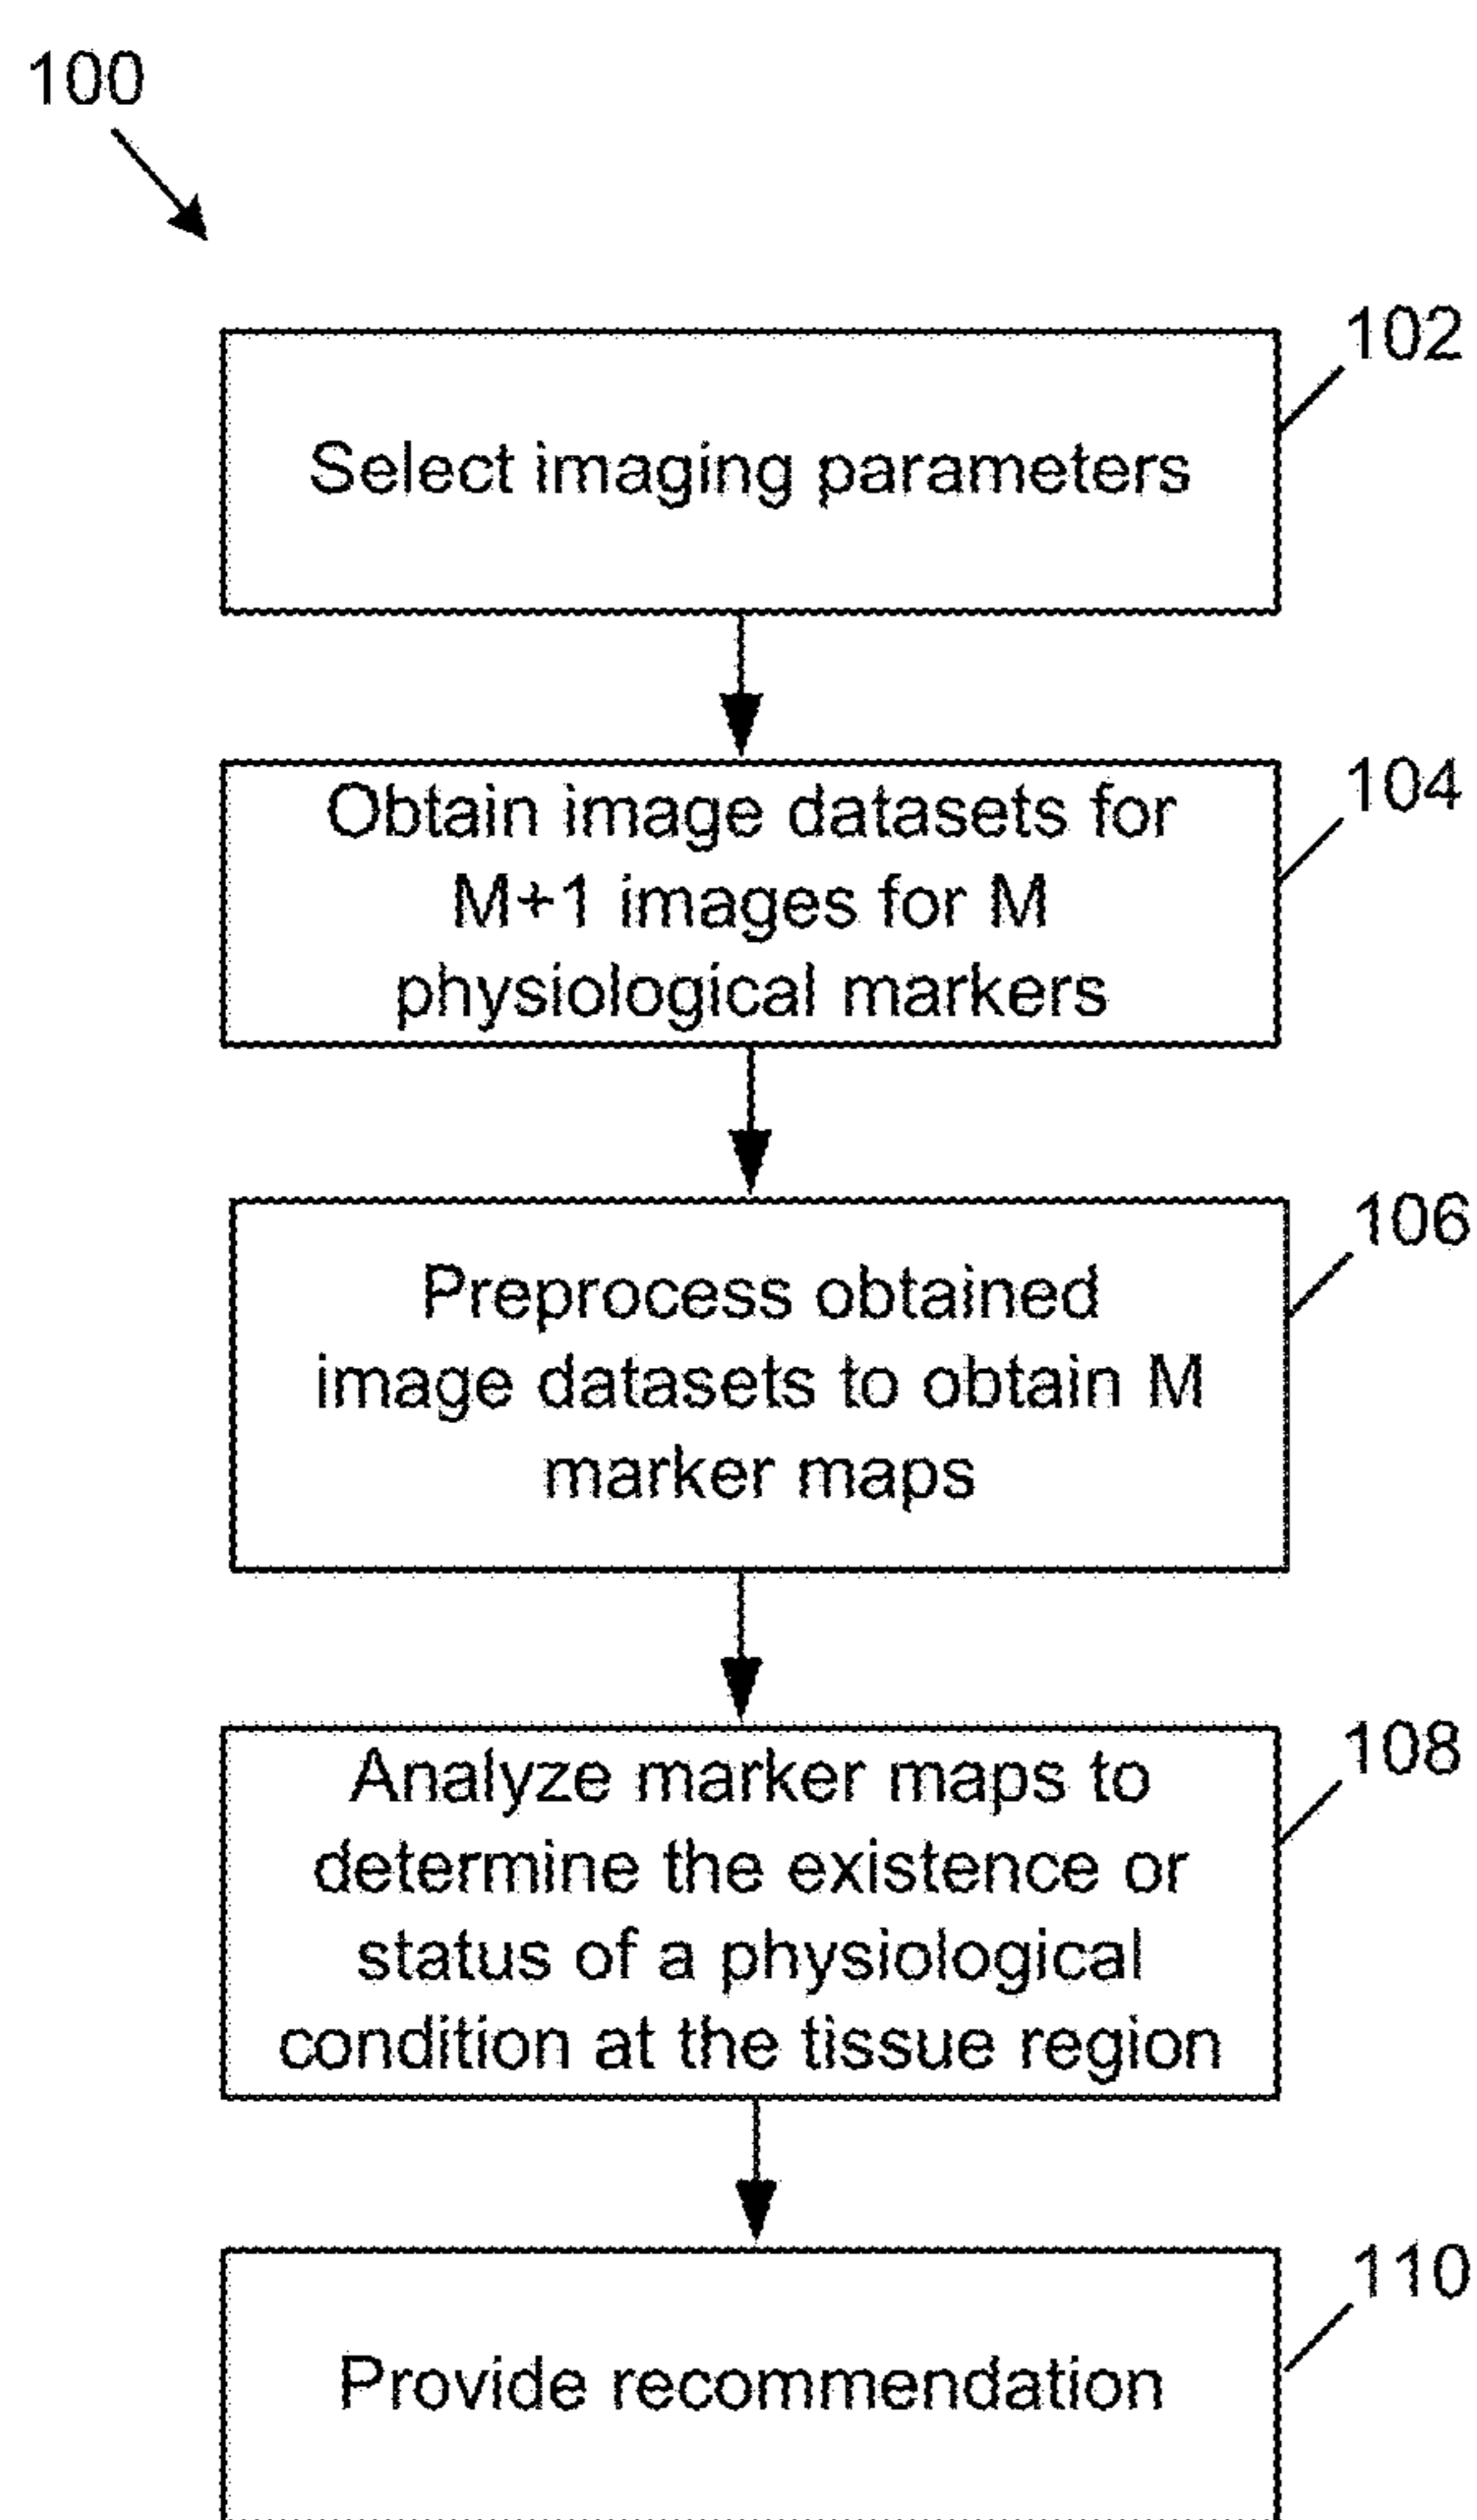 100
102
Select imaging parameters
104
Obtain image datasets for
M+1 images for M
physiological markers
106
Preprocess obtained
image datasets to obtain M
marker maps
108
Analyze marker maps to
determine the existence or
status of a physiological
condition at the tissue region
110
Provide recommendation